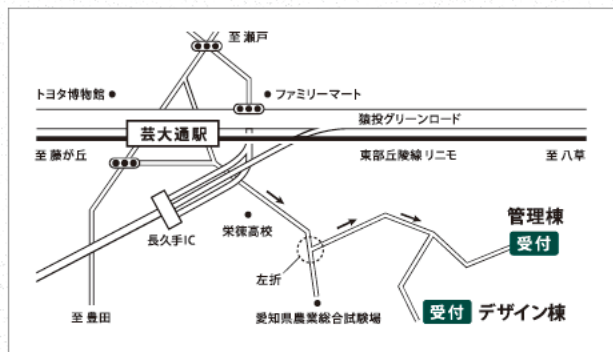 至 瀬戸
トヨタ博物館
ファミリーマート
猿投グリーンロード
芸大通駅
至 藤が丘
東部丘陵線 リニモ
至 八草
長久手IC
栄徳高校
管理棟
受付
左折
至 豊田
愛知県農業総合試験場
受付 デザイン棟